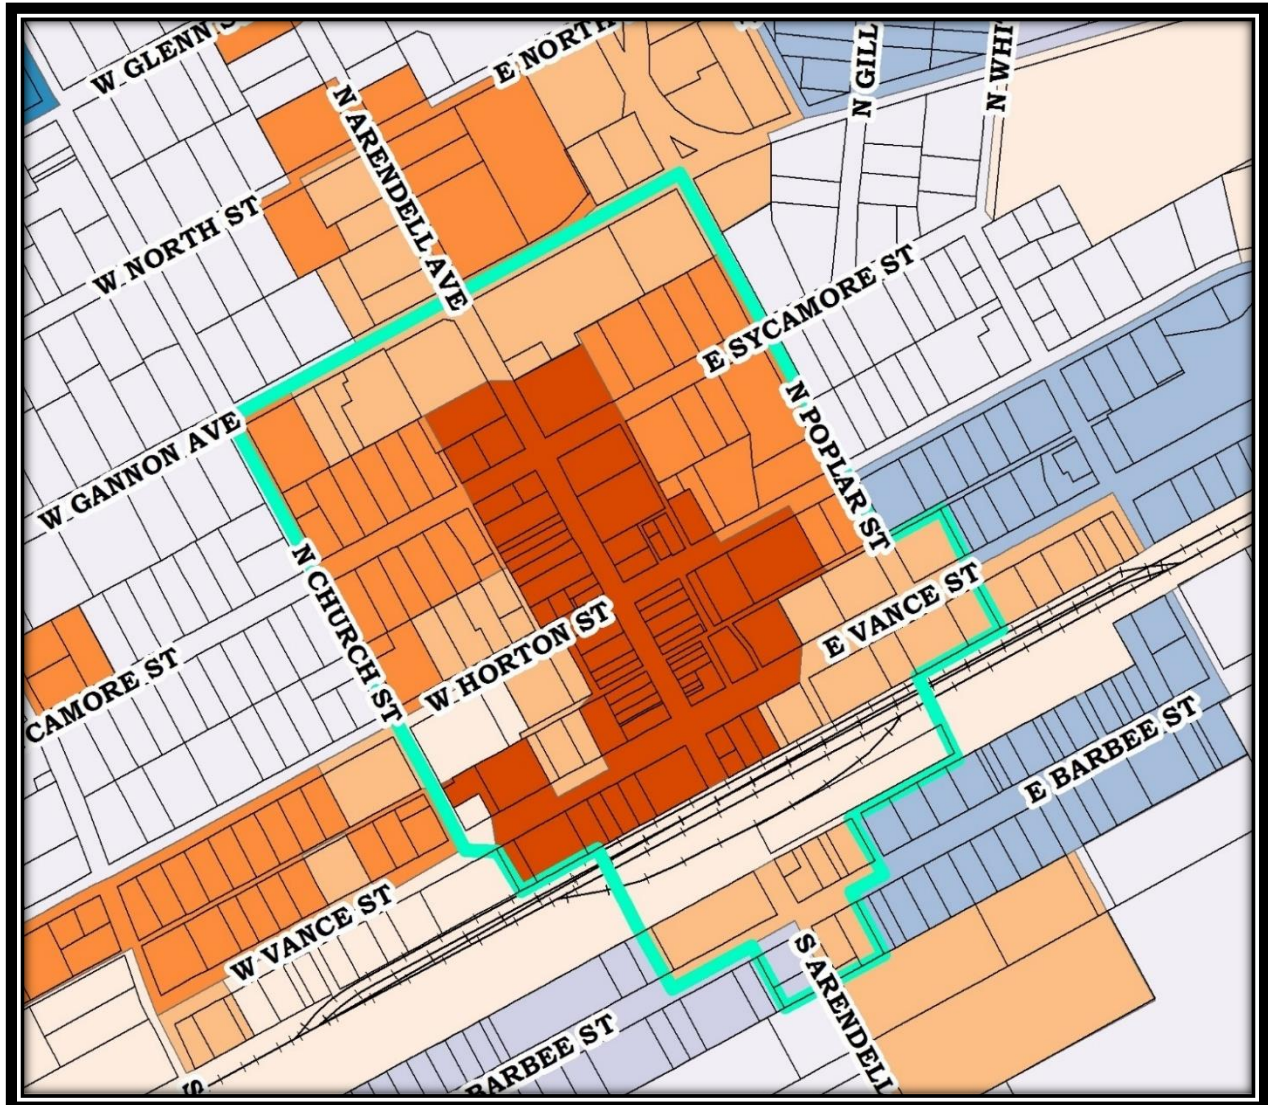 W GLENN S
E NORTH
N GILL
N WHI
N ARENDELL AVE
W NORTH ST
E SYCAMORE ST
W GANNON AVE
N POPLAR ST
N CHURCH ST
E VANCE ST
W HORTON ST
CAMORE ST
E BARBEE ST
W VANCE ST
S ARENDELL
BARBEE ST
S